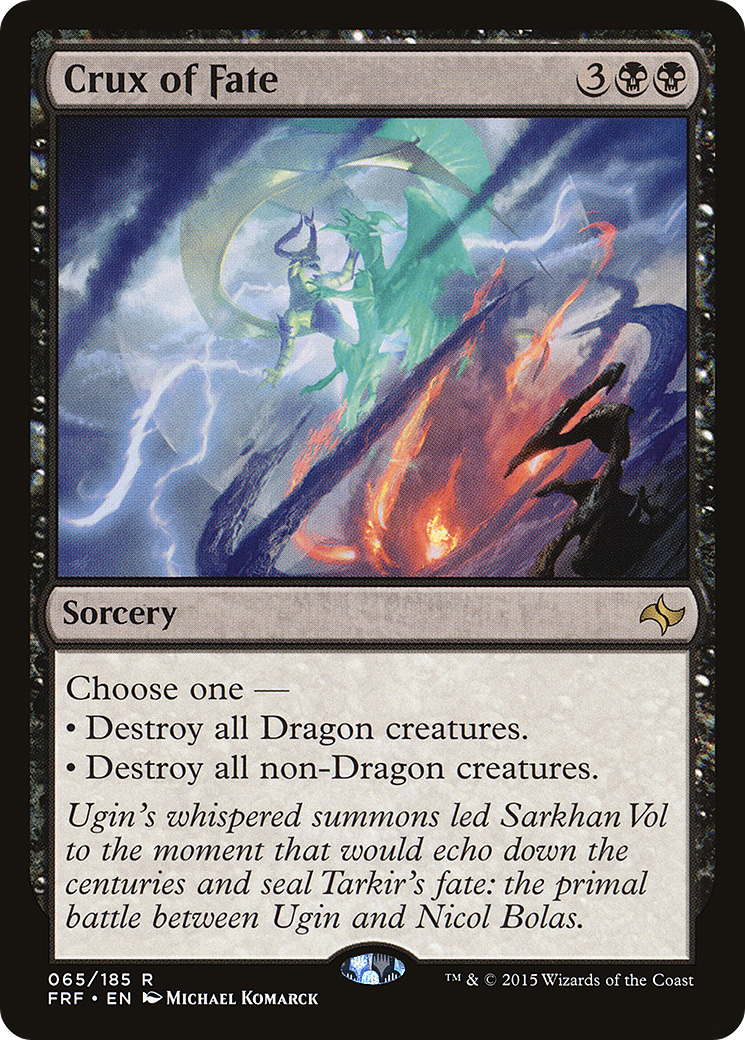 Crux of Fate 3
Sorcery
Choose one —
• Destroy all Dragon creatures.
• Destroy all non-Dragon creatures.
Ugin's whispered summons led Sarkhan Vol
to the moment that would echo down the
centuries and seal Tarkir's fate: the primal
battle between Ugin and Nicol Bolas.
065/185 R
FRF • EN Michael Komarck
™ & © 2015 Wizards of the Coast